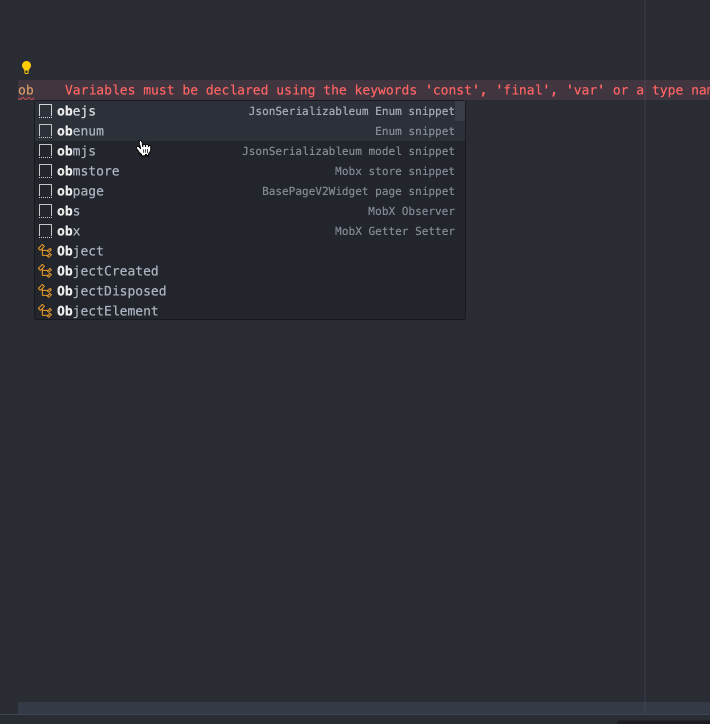 ob Variables must be declared using the keywords 'const', 'final', 'var' or a type nam
obejs JsonSerializableum Enum snippet
obenum Enum snippet
obmjs JsonSerializableum model snippet
obmstore Mobx store snippet
obpage BasePageV2Widget page snippet
obs MobX Observer
obx MobX Getter Setter
Object
ObjectCreated
ObjectDisposed
ObjectElement